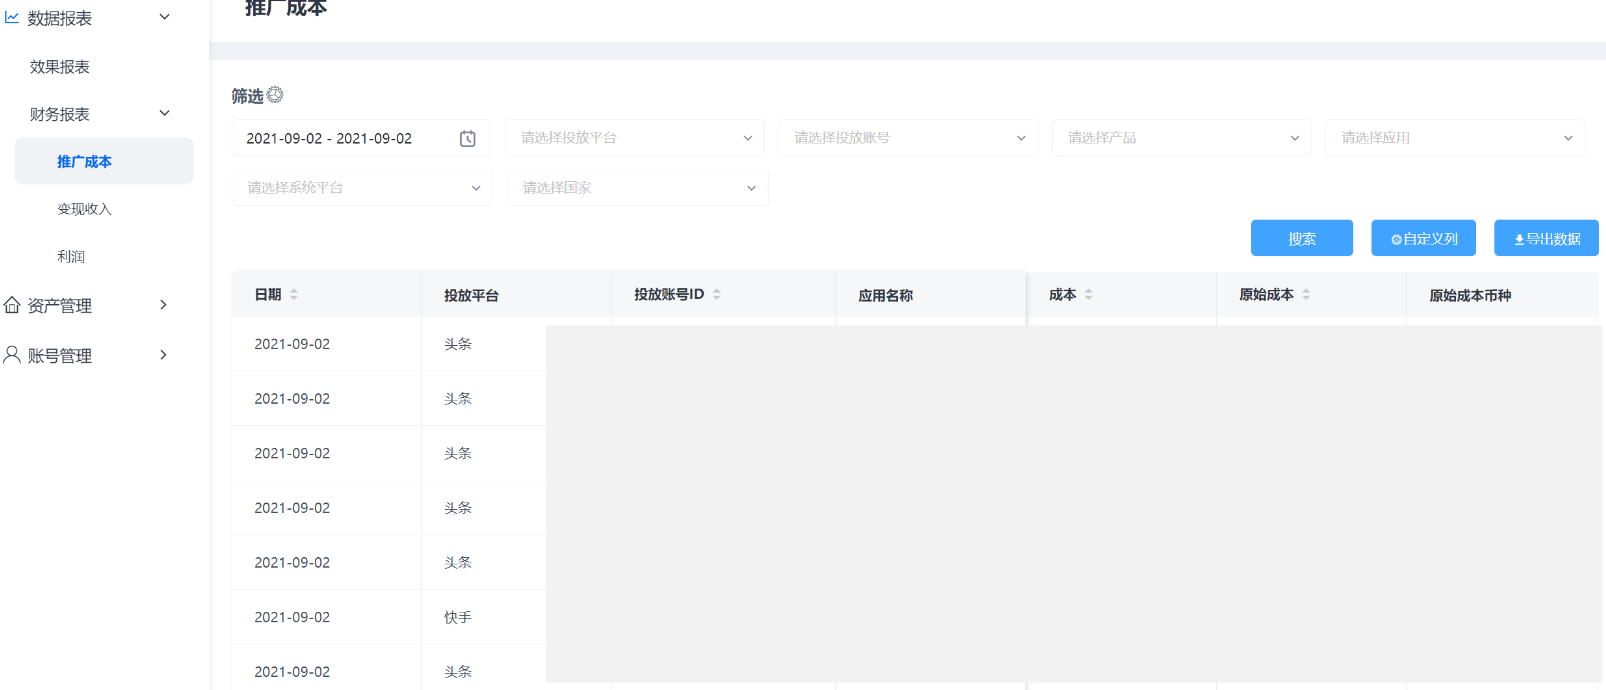 数据报表
效果报表
财务报表
推广成本
变现收入
利润
资产管理
账号管理
推广成本
筛选
2021-09-02 - 2021-09-02
请选择投放平台
请选择投放账号
请选择产品
请选择应用
请选择系统平台
请选择国家
搜索
自定义列
导出数据
日期 投放平台 投放账号ID 应用名称 成本 原始成本 原始成本币种
2021-09-02 头条
2021-09-02 头条
2021-09-02 头条
2021-09-02 头条
2021-09-02 头条
2021-09-02 快手
2021-09-02 头条